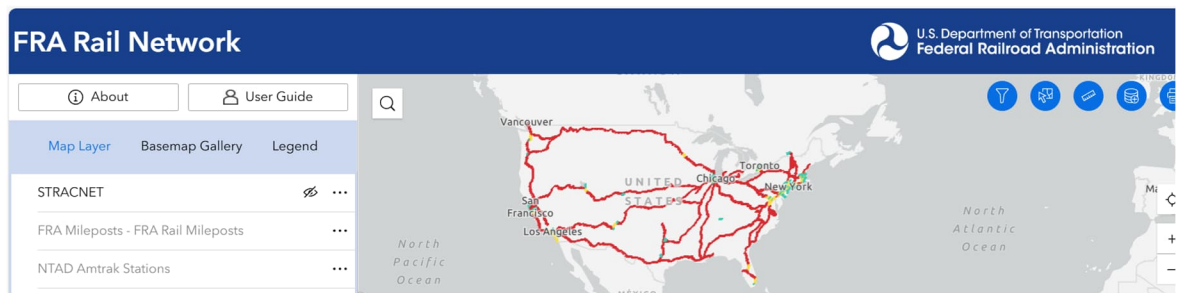 FRA Rail Network
U.S. Department of Transportation
Federal Railroad Administration
About
User Guide
Map Layer
Basemap Gallery
Legend
STRACNET
FRA Mileposts - FRA Rail Mileposts
NTAD Amtrak Stations
Vancouver
Toronto
Chicago
New York
UNITED
STATES
San
Francisco
Los Angeles
North
Pacific
Ocean
North
Atlantic
Ocean
Ma